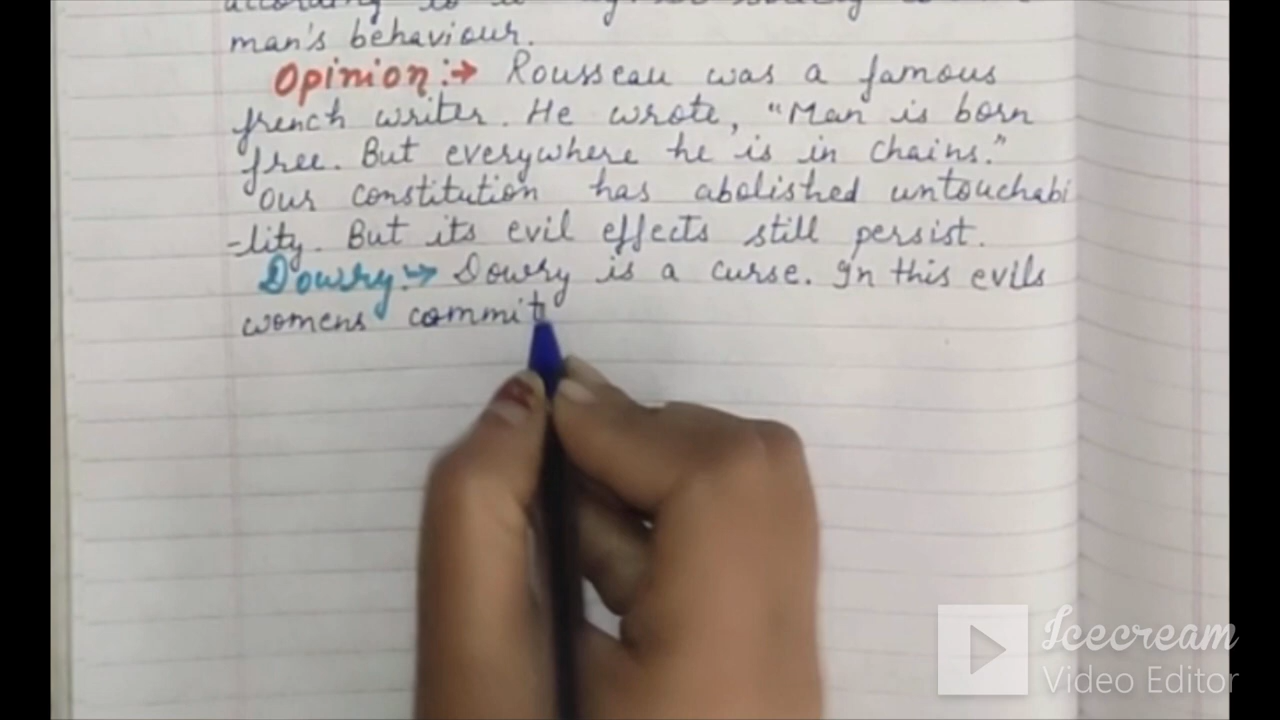 man's behaviour.
Opinion :→ Rousseau was a famous
french writer. He wrote, "Man is born
free. But everywhere he is in chains."
Our constitution has abolished untouchabi
-lity. But its evil effects still persist.
Dowry :→ Dowry is a curse. In this evils
womens commit
Icecream
Video Editor